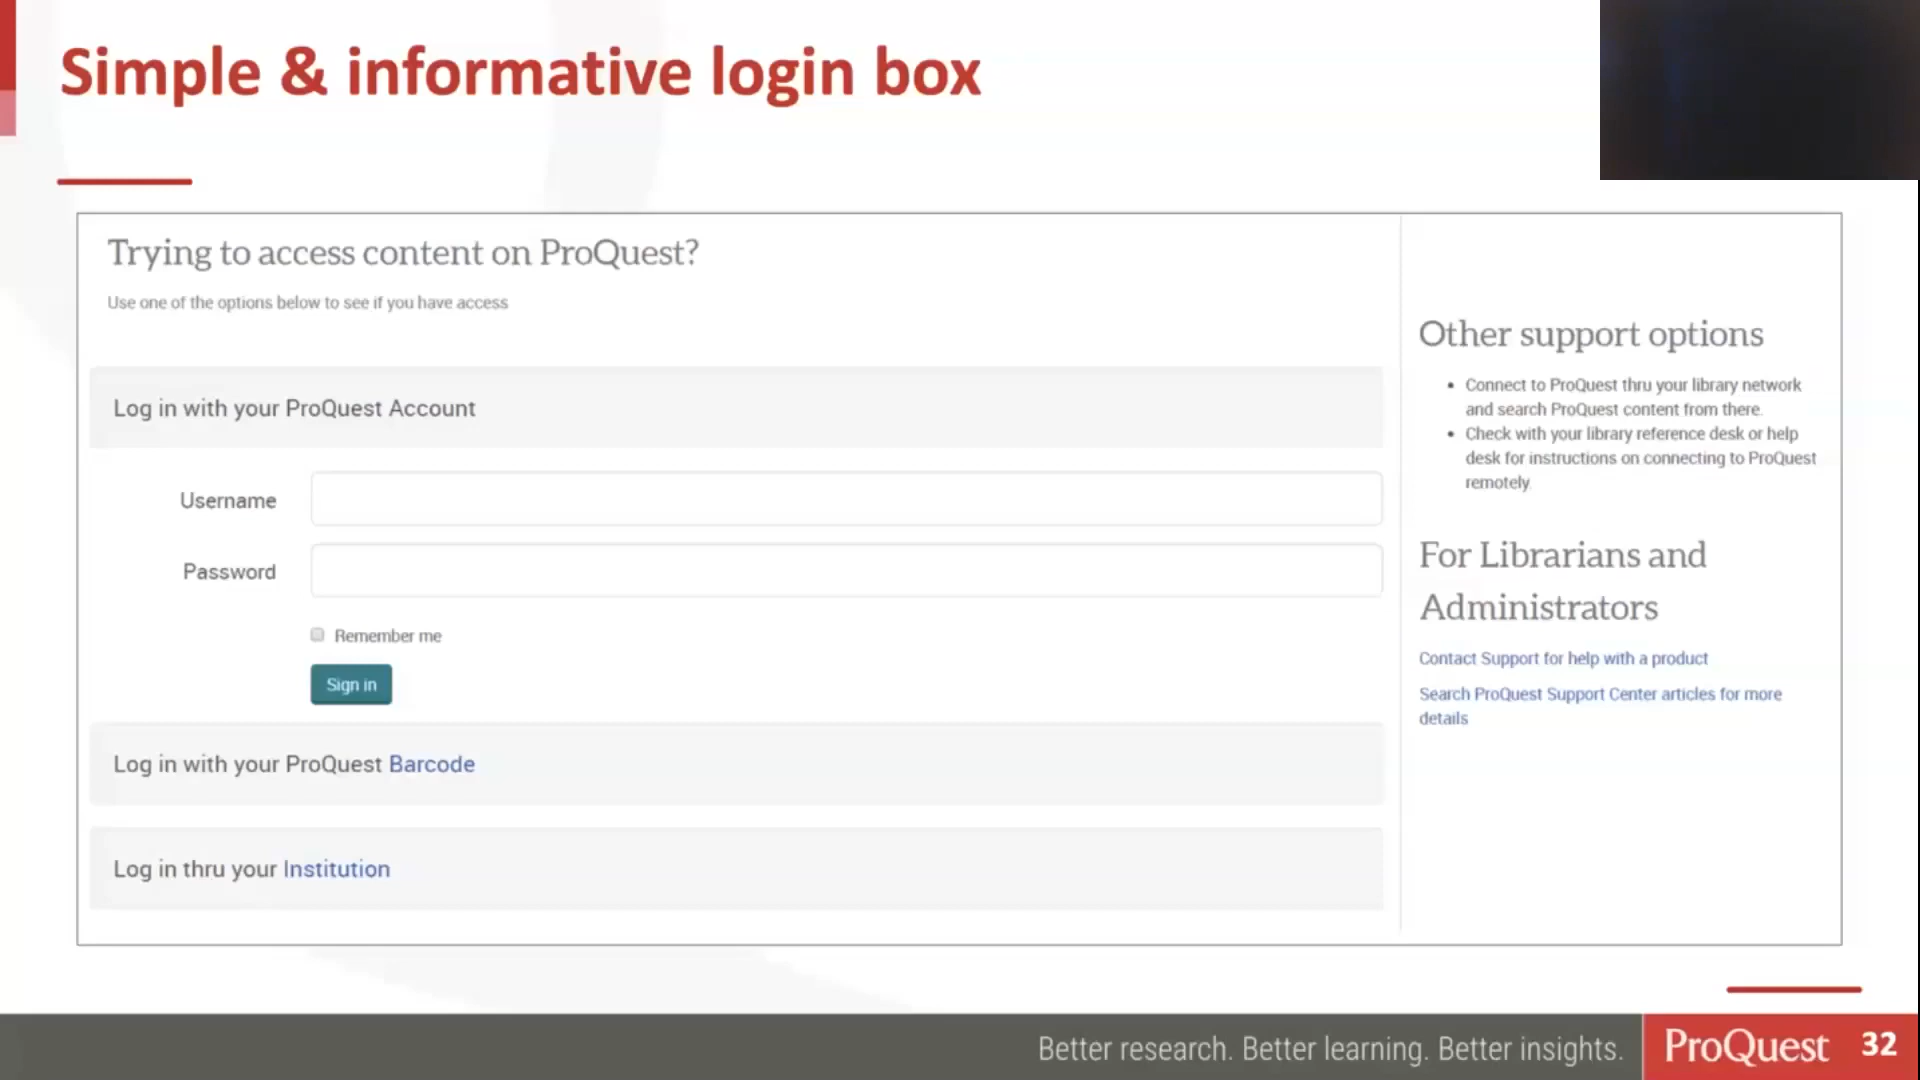 Simple & informative login box
Trying to access content on ProQuest?
Use one of the options below to see if you have access
Log in with your ProQuest Account
Username
Password
Remember me
Sign in
Log in with your ProQuest Barcode
Log in thru your Institution
Other support options
• Connect to ProQuest thru your library network
and search ProQuest content from there.
• Check with your library reference desk or help
desk for instructions on connecting to ProQuest
remotely.
For Librarians and
Administrators
Contact Support for help with a product
Search ProQuest Support Center articles for more
details
Better research. Better learning. Better insights.
ProQuest 32